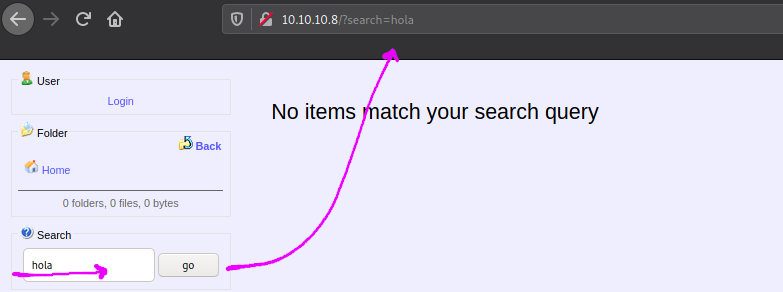 10.10.10.8/?search=hola
User
Login
No items match your search query
Folder
Back
Home
0 folders, 0 files, 0 bytes
Search
hola
go